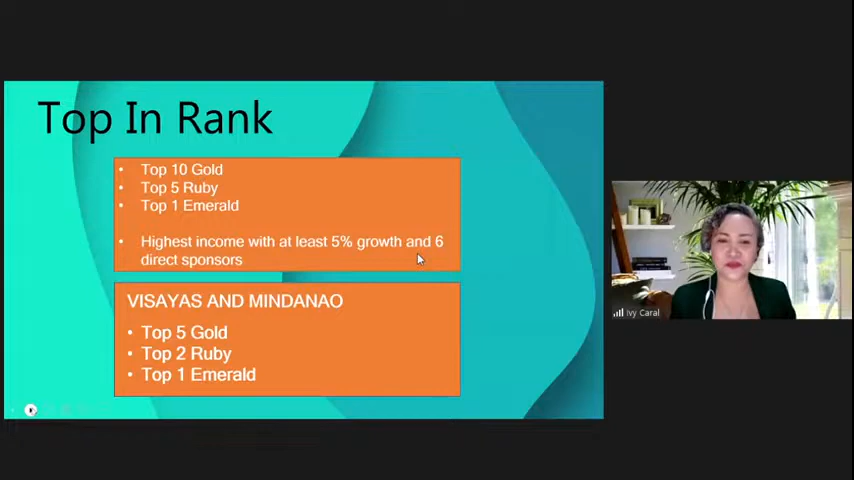 Top In Rank
• Top 10 Gold
• Top 5 Ruby
• Top 1 Emerald
• Highest income with at least 5% growth and 6
direct sponsors
VISAYAS AND MINDANAO
• Top 5 Gold
• Top 2 Ruby
• Top 1 Emerald
Ivy Caral